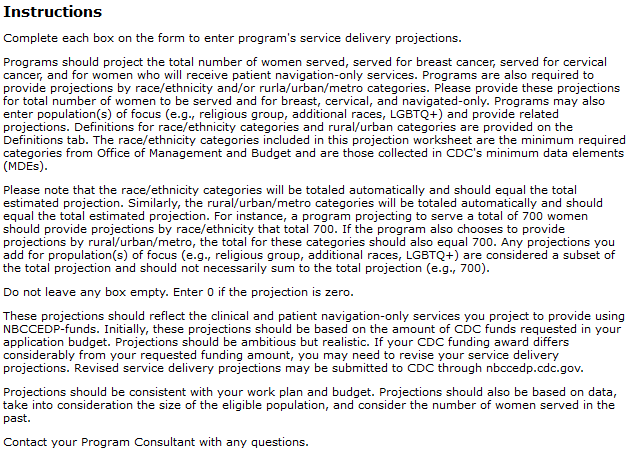 Instructions
Complete each box on the form to enter program's service delivery projections.
Programs should project the total number of women served, served for breast cancer, served for cervical
cancer, and for women who will receive patient navigation-only services. Programs are also required to
provide projections by race/ethnicity and/or rurla/urban/metro categories. Please provide these projections
for total number of women to be served and for breast, cervical, and navigated-only. Programs may also
enter population(s) of focus (e.g., religious group, additional races, LGBTQ+) and provide related
projections. Definitions for race/ethnicity categories and rural/urban categories are provided on the
Definitions tab. The race/ethnicity categories included in this projection worksheet are the minimum required
categories from Office of Management and Budget and are those collected in CDC's minimum data elements
(MDEs).
Please note that the race/ethnicity categories will be totaled automatically and should equal the total
estimated projection. Similarly, the rural/urban/metro categories will be totaled automatically and should
equal the total estimated projection. For instance, a program projecting to serve a total of 700 women
should provide projections by race/ethnicity that total 700. If the program also chooses to provide
projections by rural/urban/metro, the total for these categories should also equal 700. Any projections you
add for propulation(s) of focus (e.g., religious group, additional races, LGBTQ+) are considered a subset of
the total projection and should not necessarily sum to the total projection (e.g., 700).
Do not leave any box empty. Enter 0 if the projection is zero.
These projections should reflect the clinical and patient navigation-only services you project to provide using
NBCCEDP-funds. Initially, these projections should be based on the amount of CDC funds requested in your
application budget. Projections should be ambitious but realistic. If your CDC funding award differs
considerably from your requested funding amount, you may need to revise your service delivery
projections. Revised service delivery projections may be submitted to CDC through nbccedp.cdc.gov.
Projections should be consistent with your work plan and budget. Projections should also be based on data,
take into consideration the size of the eligible population, and consider the number of women served in the
past.
Contact your Program Consultant with any questions.